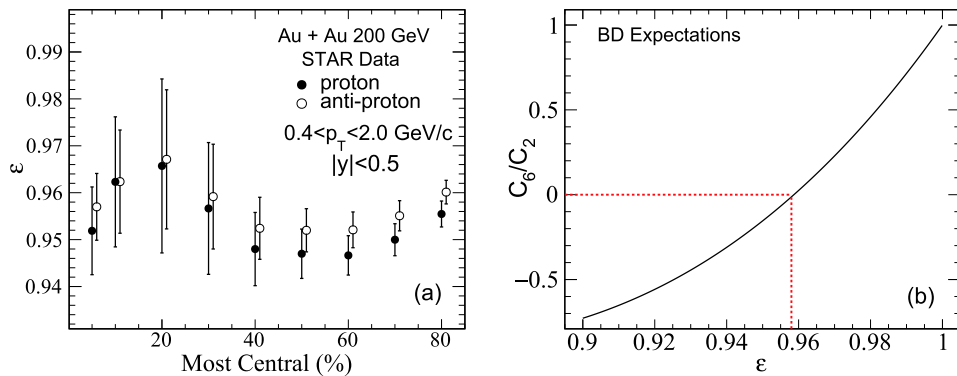 Au + Au 200 GeV
STAR Data
proton
anti-proton
0.4<p_T<2.0 GeV/c
|y|<0.5
(a)
0.99
0.98
0.97
0.96
0.95
0.94
ε
20
40
60
80
Most Central (%)
BD Expectations
(b)
1
0.5
0
−0.5
C_6/C_2
0.9
0.92
0.94
0.96
0.98
1
ε